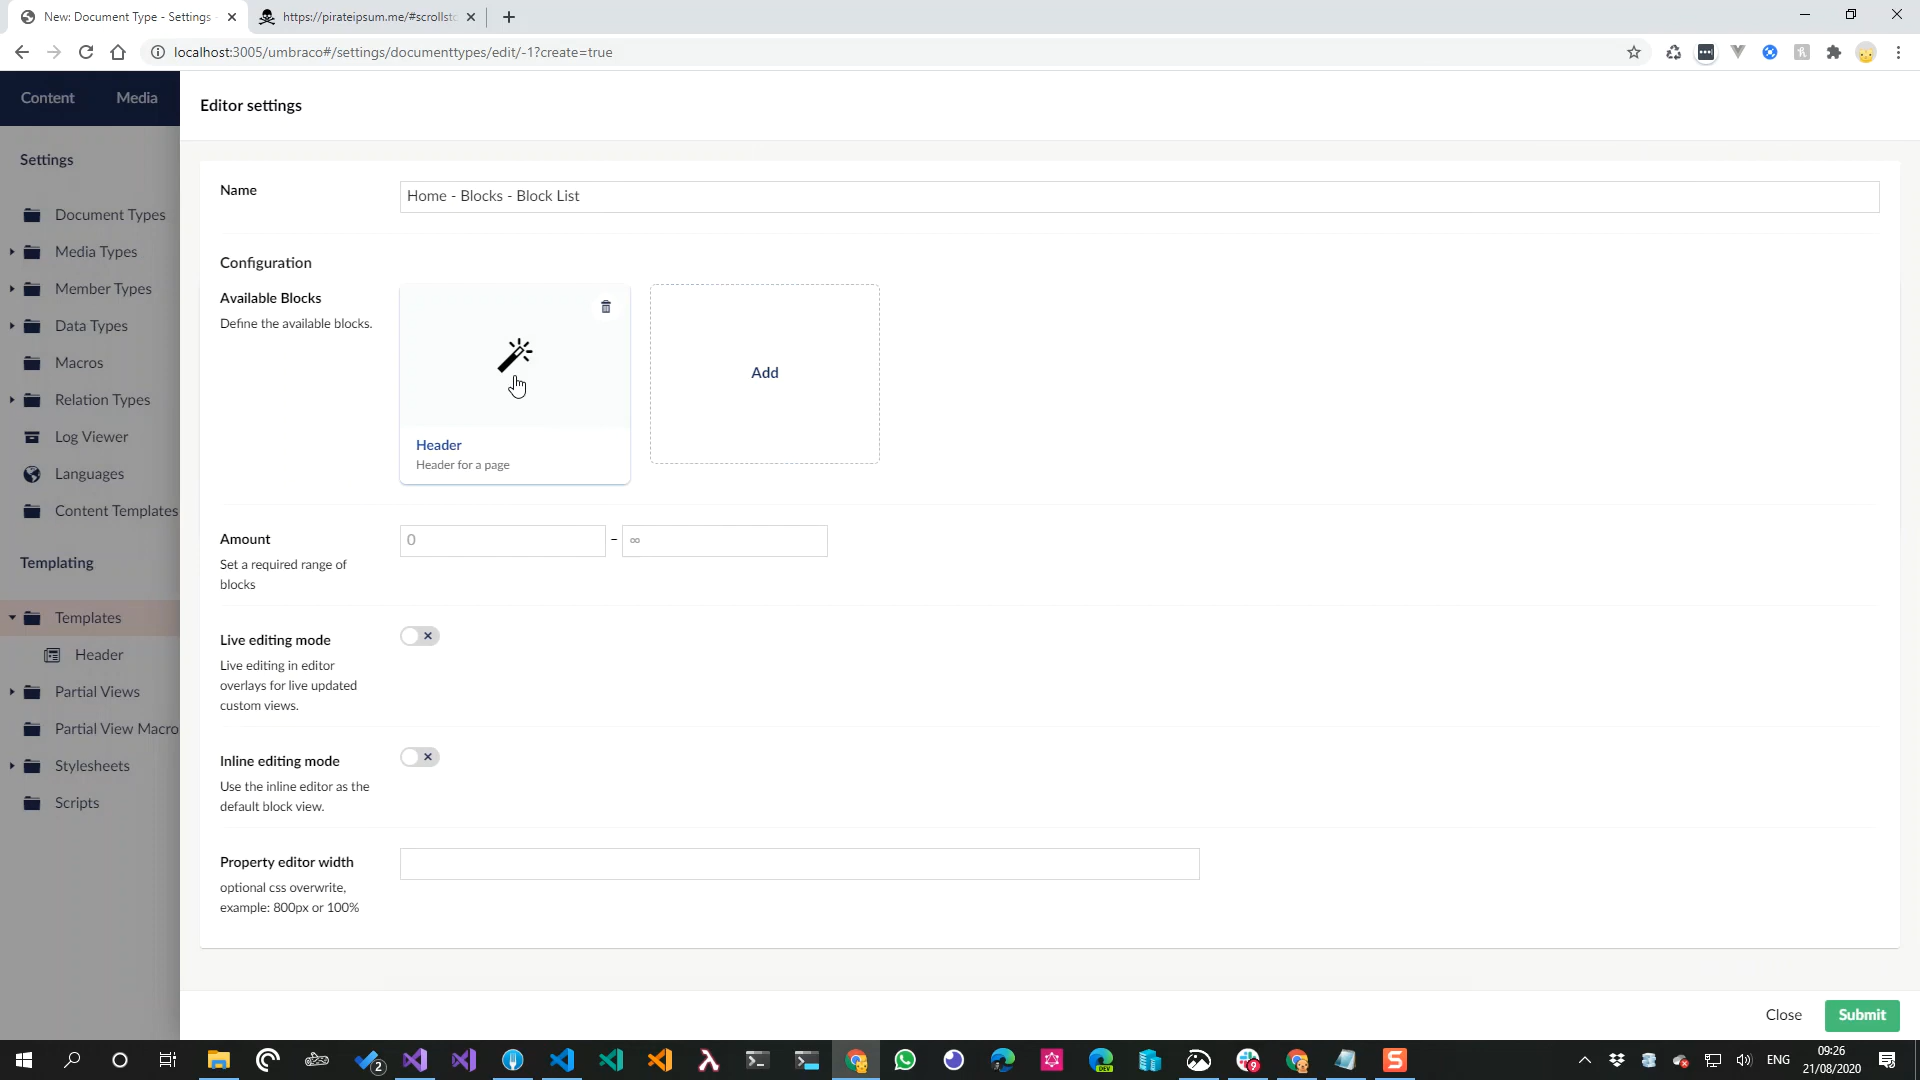 New: Document Type - Settings
https://pirateipsum.me/#scrollsto
localhost:3005/umbraco#/settings/documenttypes/edit/-1?create=true
Content
Media
Editor settings
Settings
Document Types
Media Types
Member Types
Data Types
Macros
Relation Types
Log Viewer
Languages
Content Templates
Templating
Templates
Header
Partial Views
Partial View Macro
Stylesheets
Scripts
Name
Home - Blocks - Block List
Configuration
Available Blocks
Define the available blocks.
Header
Header for a page
Add
Amount
Set a required range of
blocks
0
-
∞
Live editing mode
Live editing in editor
overlays for live updated
custom views.
Inline editing mode
Use the inline editor as the
default block view.
Property editor width
optional css overwrite,
example: 800px or 100%
Close
Submit
2
DEV
9
S
ENG
09:26
21/08/2020